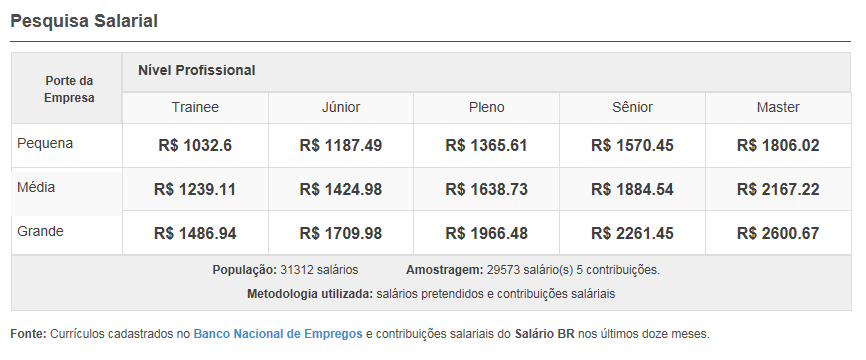 Pesquisa Salarial
Porte da
Empresa
Nível Profissional
Trainee Júnior Pleno Sênior Master
Pequena R$ 1032.6 R$ 1187.49 R$ 1365.61 R$ 1570.45 R$ 1806.02
Média R$ 1239.11 R$ 1424.98 R$ 1638.73 R$ 1884.54 R$ 2167.22
Grande R$ 1486.94 R$ 1709.98 R$ 1966.48 R$ 2261.45 R$ 2600.67
População: 31312 salários Amostragem: 29573 salário(s) 5 contribuições.
Metodologia utilizada: salários pretendidos e contribuições saláriais
Fonte: Currículos cadastrados no Banco Nacional de Empregos e contribuições salariais do Salário BR nos últimos doze meses.